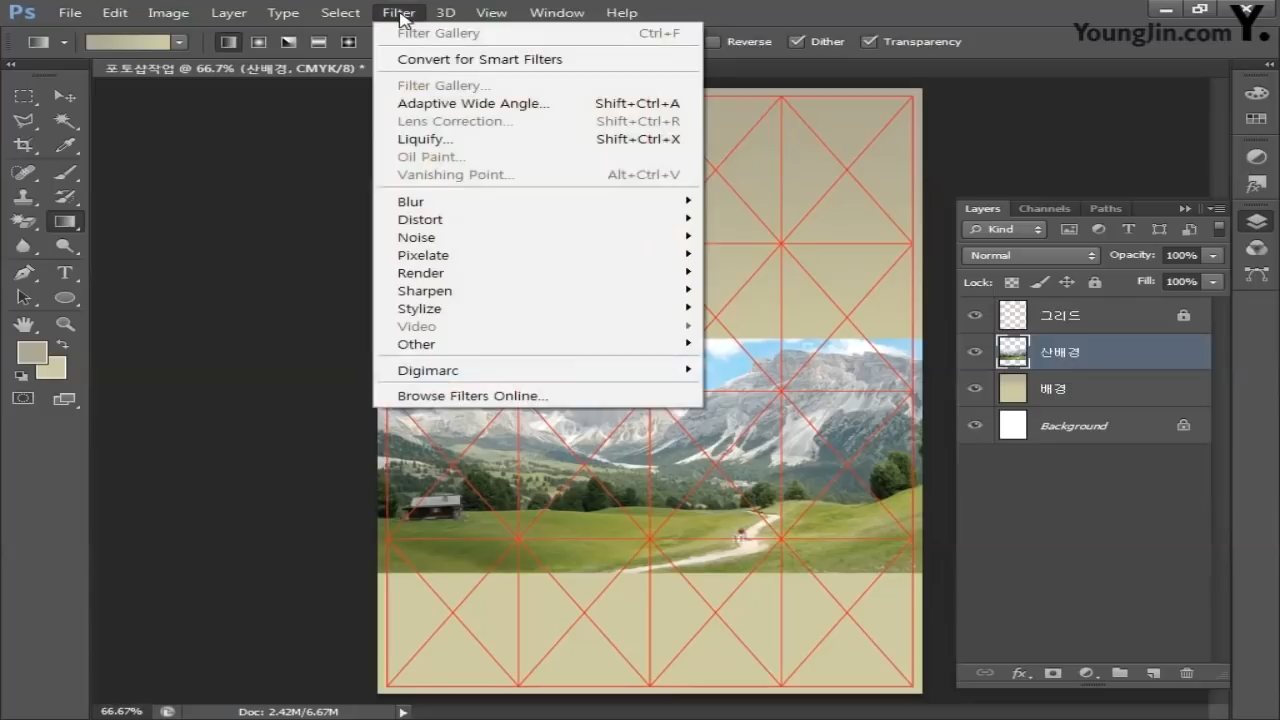 Ps File Edit Image Layer Type Select Filter 3D View Window Help
YoungJin.com Y.
Reverse Dither Transparency
포토샵작업 @ 66.7% (산배경, CMYK/8) *
Filter Gallery Ctrl+F
Convert for Smart Filters
Filter Gallery...
Adaptive Wide Angle... Shift+Ctrl+A
Lens Correction... Shift+Ctrl+R
Liquify... Shift+Ctrl+X
Oil Paint...
Vanishing Point... Alt+Ctrl+V
Blur
Distort
Noise
Pixelate
Render
Sharpen
Stylize
Video
Other
Digimarc
Browse Filters Online...
Layers Channels Paths
Kind
Normal Opacity: 100%
Lock: Fill: 100%
그리드
산배경
배경
Background
66.67% Doc: 2.42M/6.67M